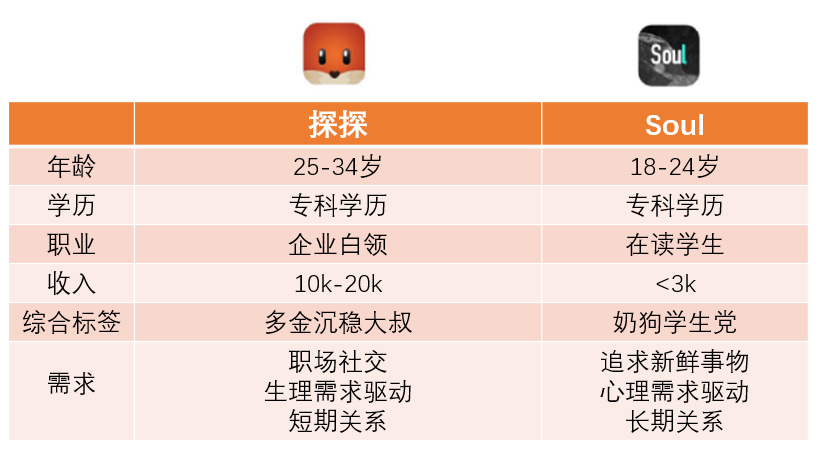 Soul
探探 Soul
年龄 25-34岁 18-24岁
学历 专科学历 专科学历
职业 企业白领 在读学生
收入 10k-20k <3k
综合标签 多金沉稳大叔 奶狗学生党
需求
职场社交
生理需求驱动
短期关系
追求新鲜事物
心理需求驱动
长期关系